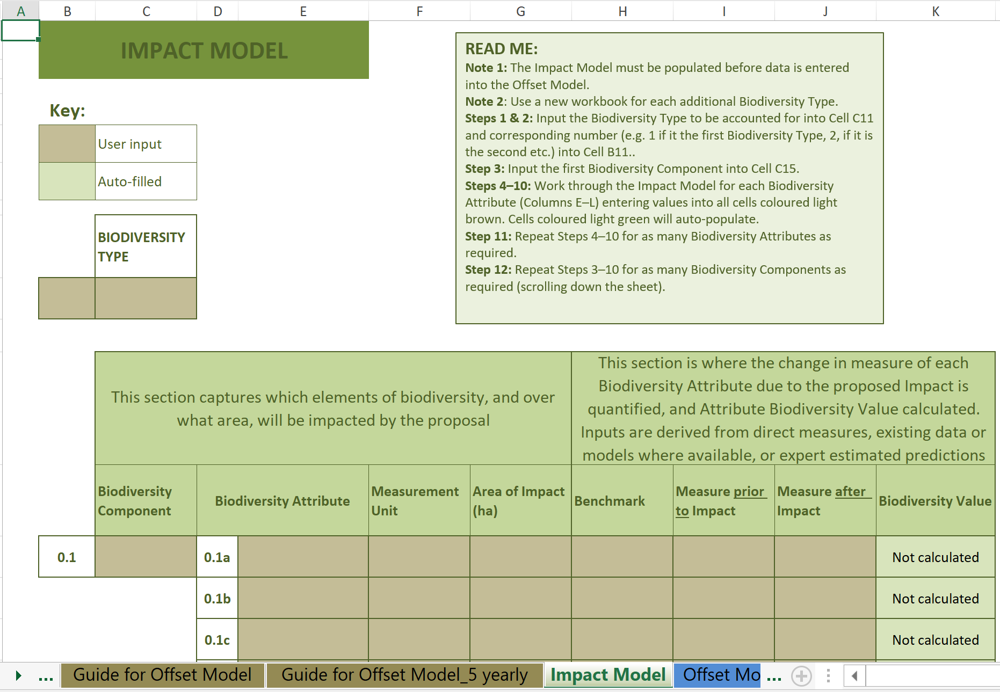 A B C D E F G H I J K
IMPACT MODEL
Key:
User input
Auto-filled
BIODIVERSITY
TYPE
READ ME:
Note 1: The Impact Model must be populated before data is entered
into the Offset Model.
Note 2: Use a new workbook for each additional Biodiversity Type.
Steps 1 & 2: Input the Biodiversity Type to be accounted for into Cell C11
and corresponding number (e.g. 1 if it the first Biodiversity Type, 2, if it is
the second etc.) into Cell B11..
Step 3: Input the first Biodiversity Component into Cell C15.
Steps 4–10: Work through the Impact Model for each Biodiversity
Attribute (Columns E–L) entering values into all cells coloured light
brown. Cells coloured light green will auto-populate.
Step 11: Repeat Steps 4–10 for as many Biodiversity Attributes as
required.
Step 12: Repeat Steps 3–10 for as many Biodiversity Components as
required (scrolling down the sheet).
This section captures which elements of biodiversity, and over
what area, will be impacted by the proposal
This section is where the change in measure of each
Biodiversity Attribute due to the proposed Impact is
quantified, and Attribute Biodiversity Value calculated.
Inputs are derived from direct measures, existing data or
models where available, or expert estimated predictions
Biodiversity
Component
Biodiversity Attribute
Measurement
Unit
Area of Impact
(ha)
Benchmark
Measure prior
to Impact
Measure after
Impact
Biodiversity Value
0.1 0.1a Not calculated
0.1b Not calculated
0.1c Not calculated
... Guide for Offset Model Guide for Offset Model_5 yearly Impact Model Offset Mo ...